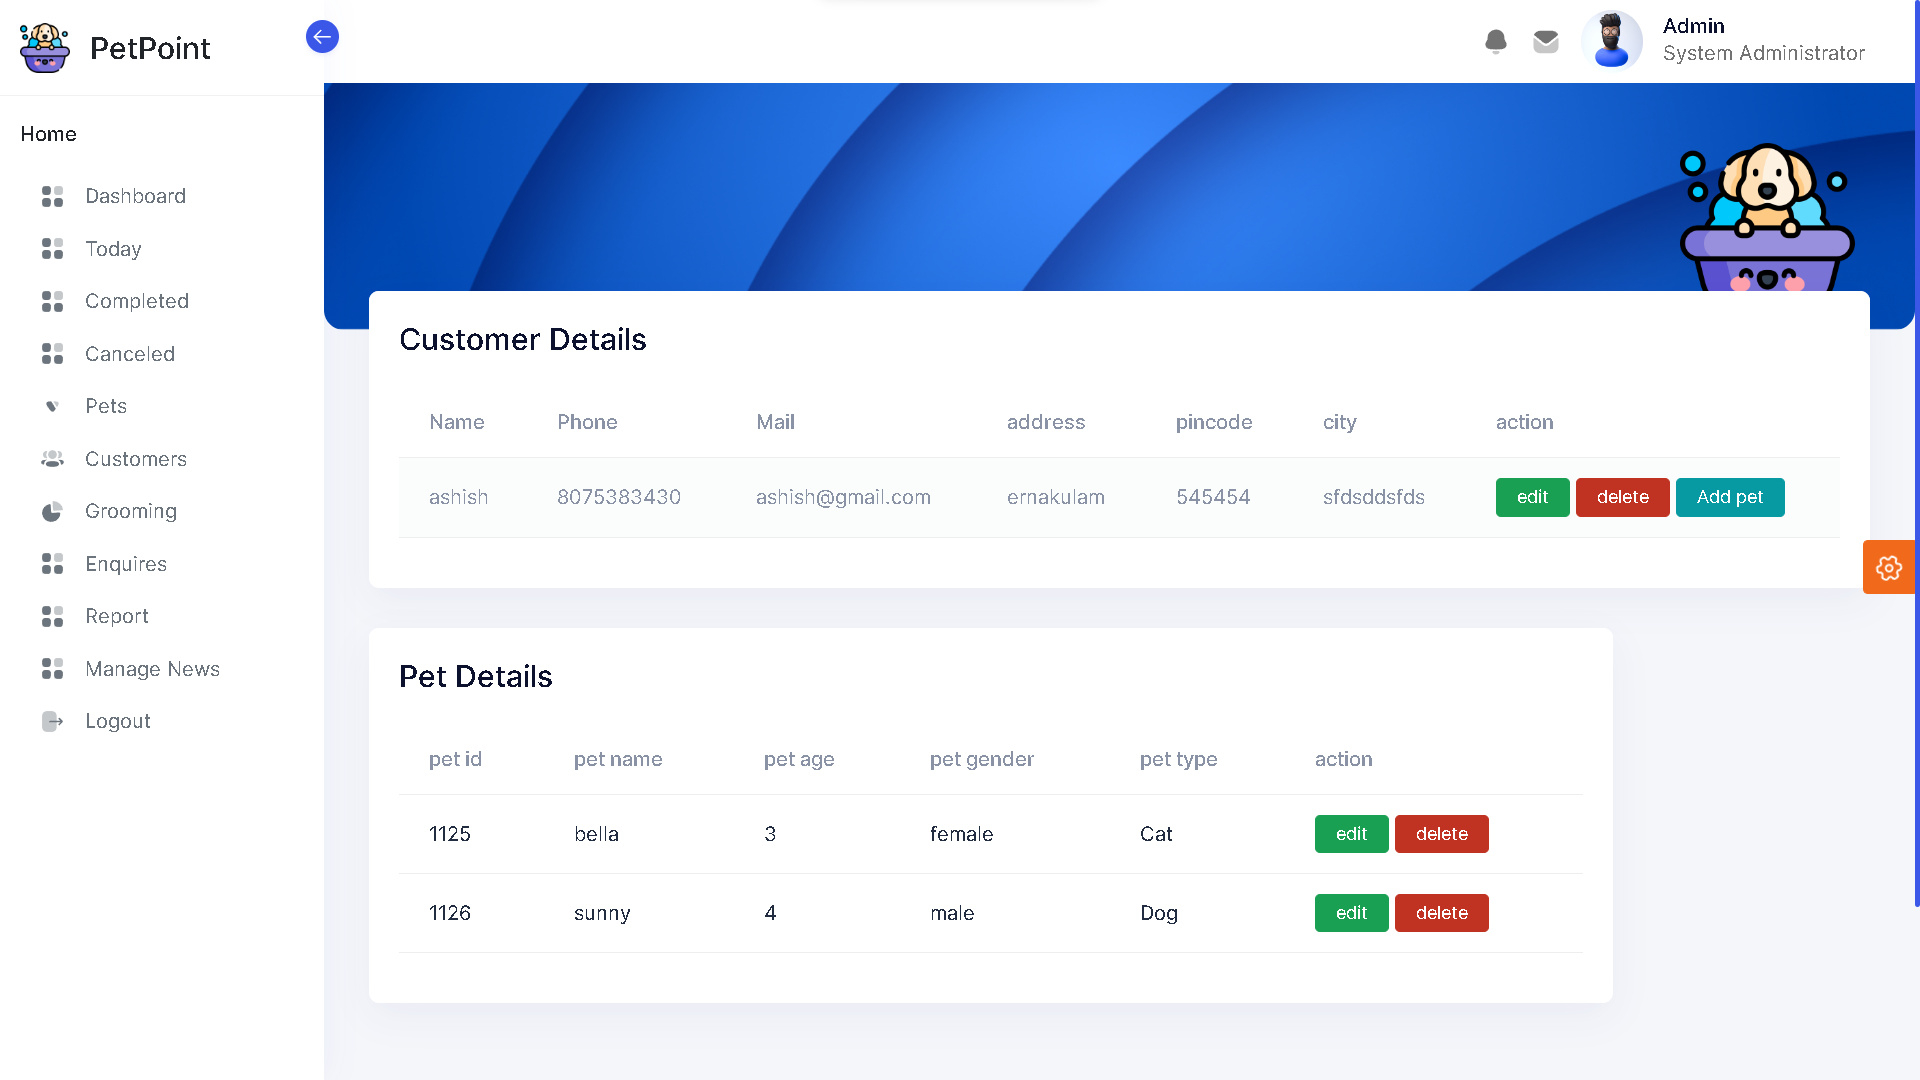 PetPoint
Admin
System Administrator
Home
Dashboard
Today
Completed
Canceled
Pets
Customers
Grooming
Enquires
Report
Manage News
Logout
Customer Details
Name Phone Mail address pincode city action
ashish 8075383430 ashish@gmail.com ernakulam 545454 sfdsddsfds edit delete Add pet
Pet Details
pet id pet name pet age pet gender pet type action
1125 bella 3 female Cat edit delete
1126 sunny 4 male Dog edit delete